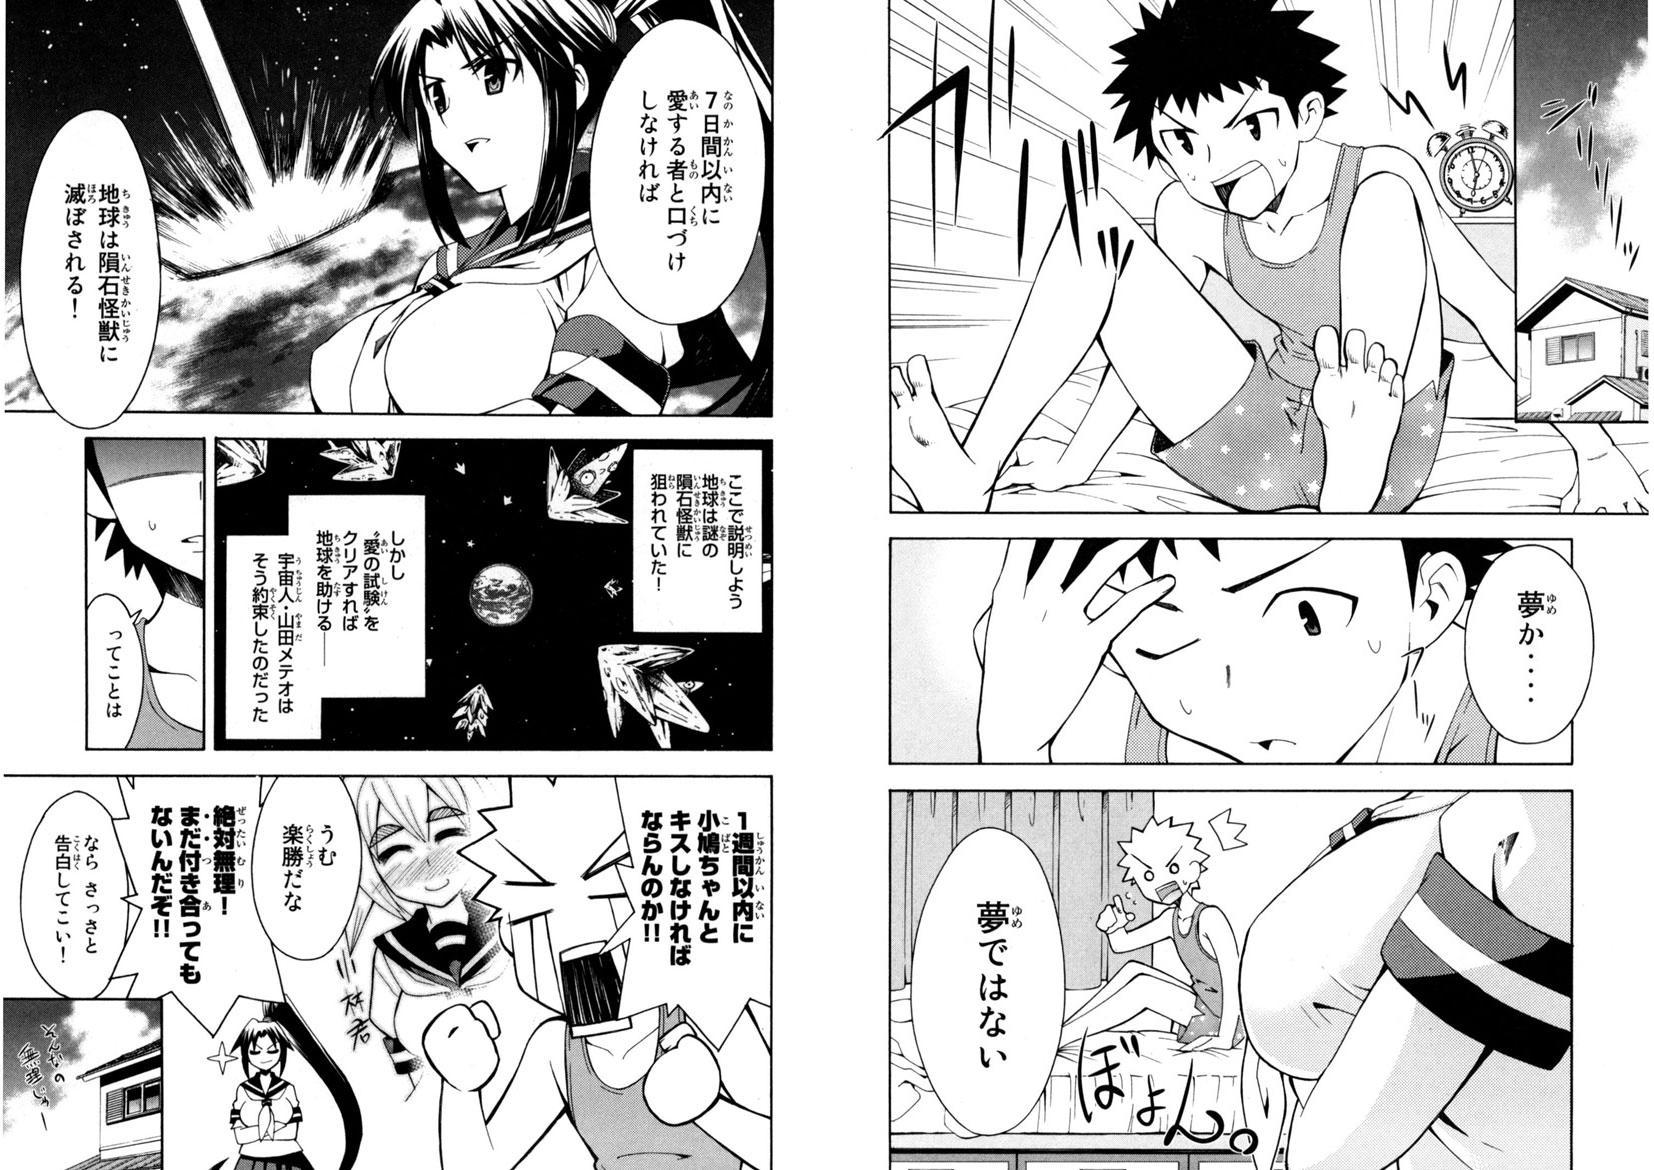 夢か‥‥
夢ではない
ぼよん。
7日間以内に
愛する者と口づけ
しなければ
地球は隕石怪獣に
滅ぼされる！
ここで説明しよう
地球は謎の
隕石怪獣に
狙われていた！
しかし
〝愛の試験〟を
クリアすれば
地球を助ける──
宇宙人・山田メテオは
そう約束したのだった
ってことは
1週間以内に
小鳩ちゃんと
キスしなければ
ならんのか!!
うむ
楽勝だな
林君
絶対無理！
まだ付き合っても
ないんだぞ!!
なら さっさと
告白してこい！
そんなの
無理じゃー